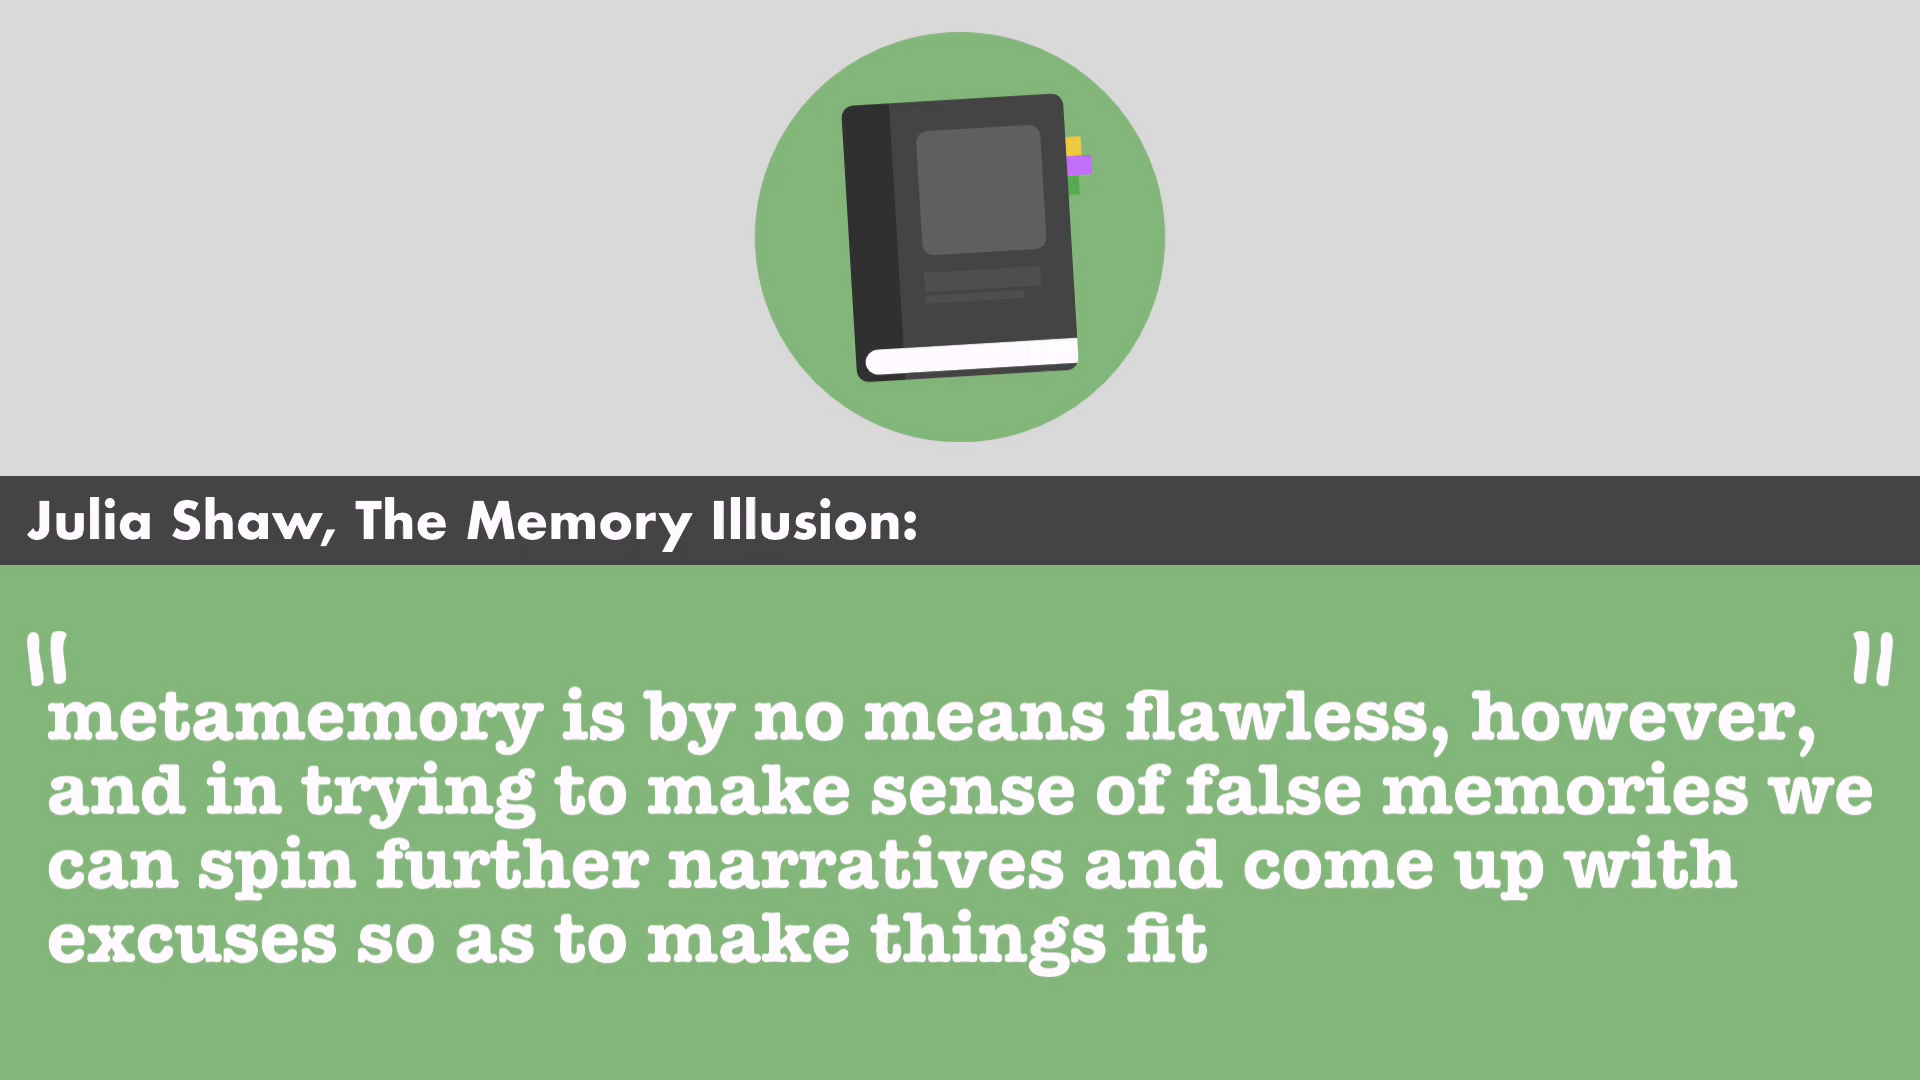 Julia Shaw, The Memory Illusion:
"metamemory is by no means flawless, however,
and in trying to make sense of false memories we
can spin further narratives and come up with
excuses so as to make things fit"